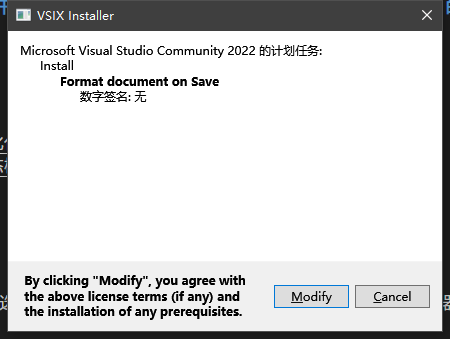 VSIX Installer
Microsoft Visual Studio Community 2022 的计划任务:
Install
Format document on Save
数字签名: 无
By clicking "Modify", you agree with
the above license terms (if any) and
the installation of any prerequisites.
Modify
Cancel